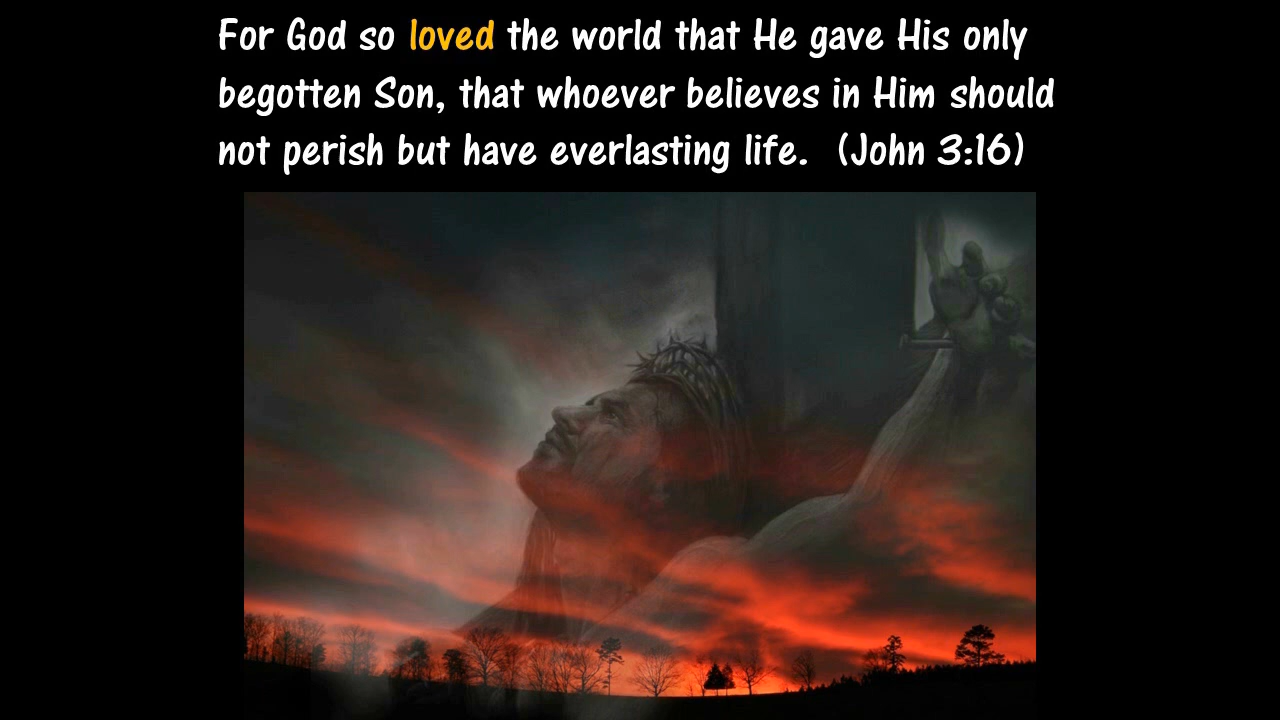 For God so loved the world that He gave His only
begotten Son, that whoever believes in Him should
not perish but have everlasting life.  (John 3:16)